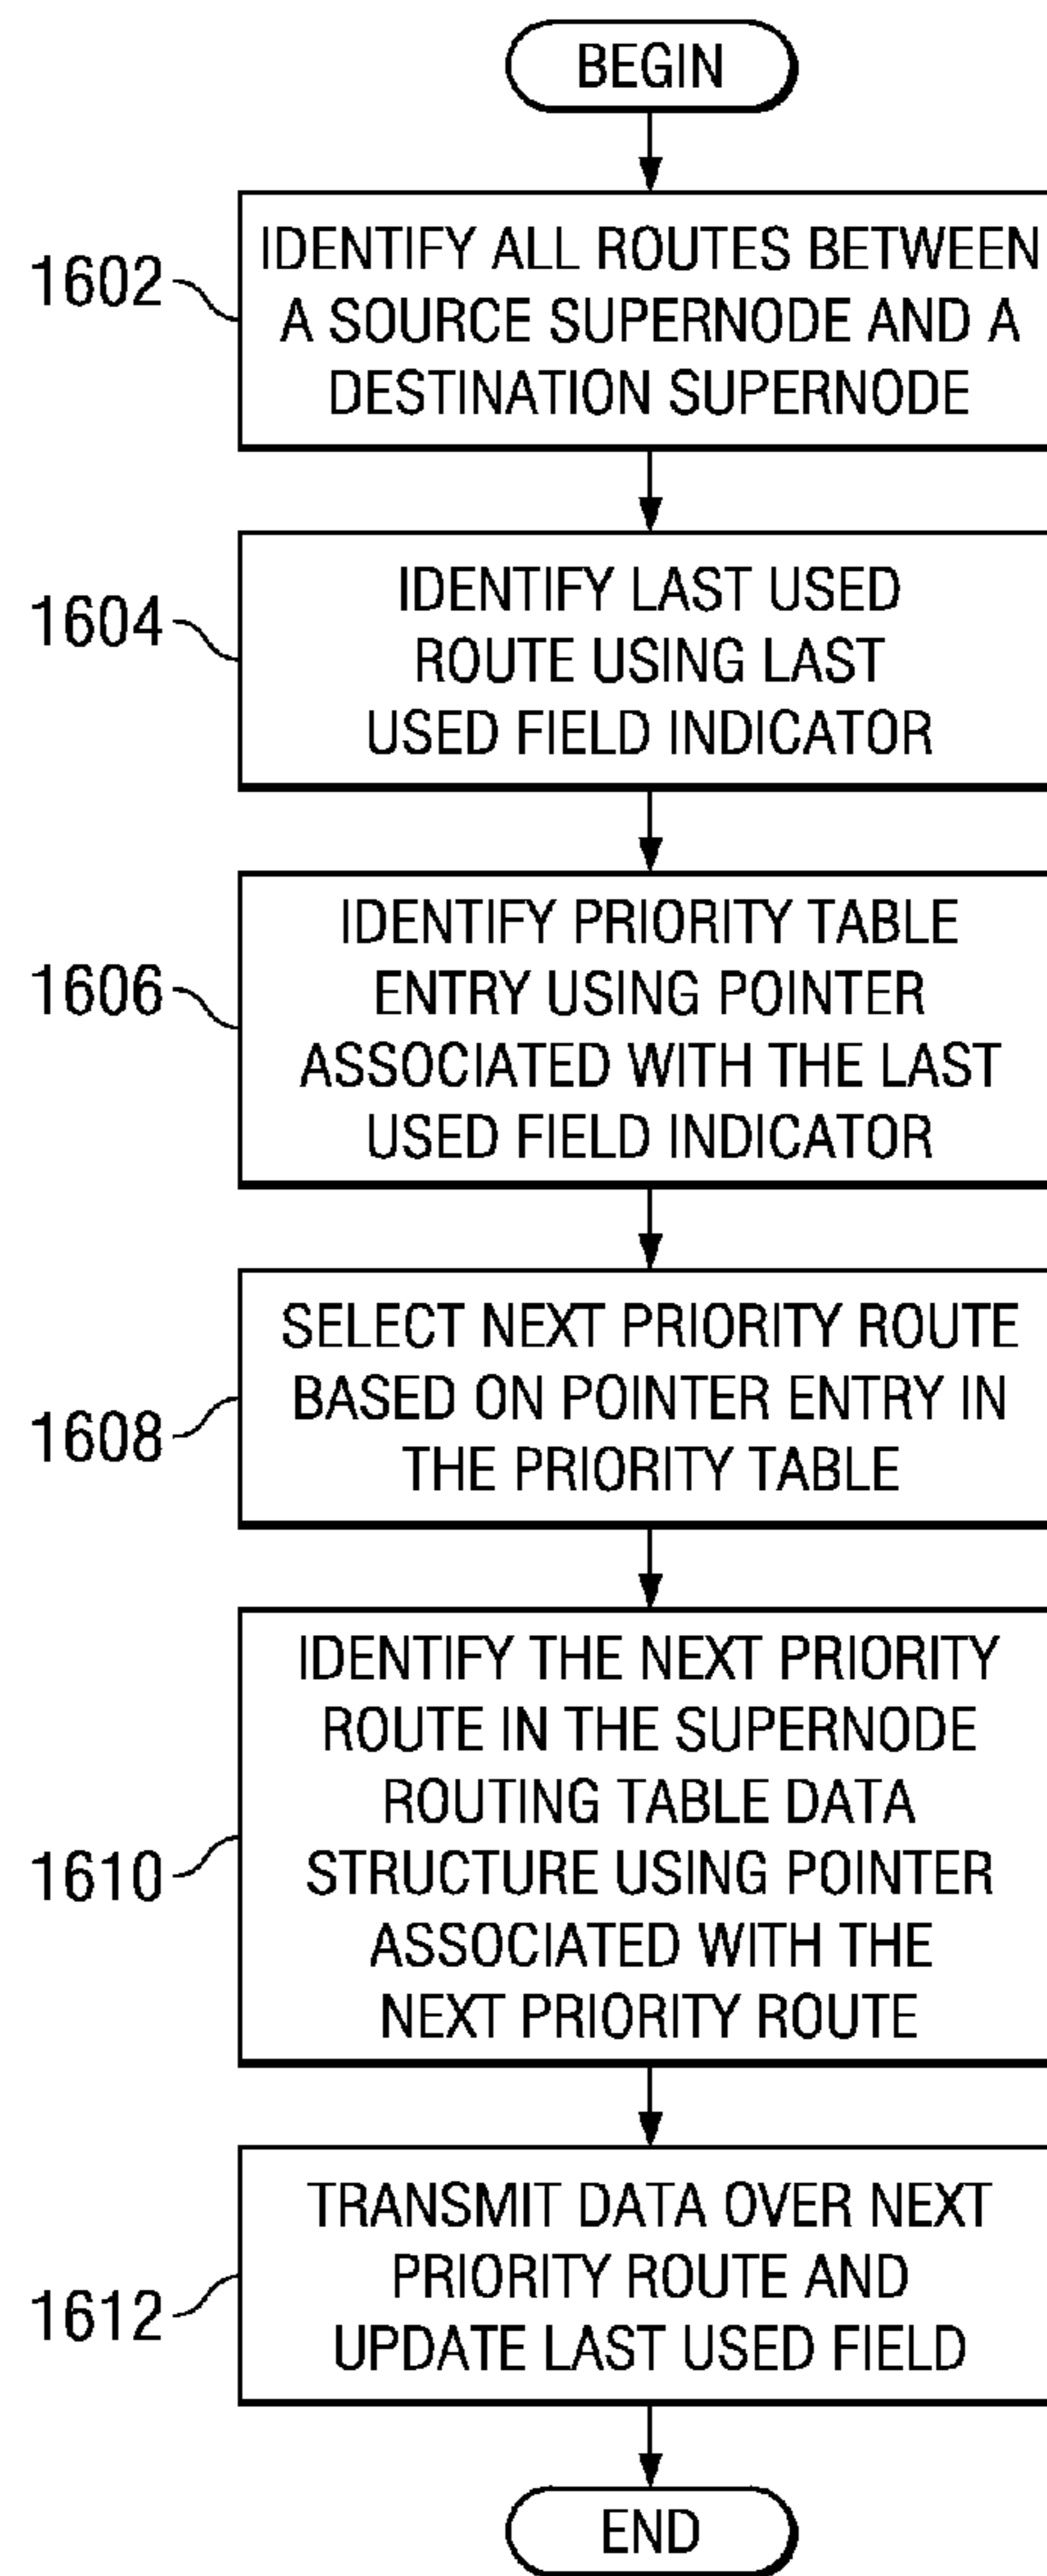 BEGIN
1602
IDENTIFY ALL ROUTES BETWEEN
A SOURCE SUPERNODE AND A
DESTINATION SUPERNODE
1604
IDENTIFY LAST USED
ROUTE USING LAST
USED FIELD INDICATOR
1606
IDENTIFY PRIORITY TABLE
ENTRY USING POINTER
ASSOCIATED WITH THE LAST
USED FIELD INDICATOR
1608
SELECT NEXT PRIORITY ROUTE
BASED ON POINTER ENTRY IN
THE PRIORITY TABLE
1610
IDENTIFY THE NEXT PRIORITY
ROUTE IN THE SUPERNODE
ROUTING TABLE DATA
STRUCTURE USING POINTER
ASSOCIATED WITH THE
NEXT PRIORITY ROUTE
1612
TRANSMIT DATA OVER NEXT
PRIORITY ROUTE AND
UPDATE LAST USED FIELD
END